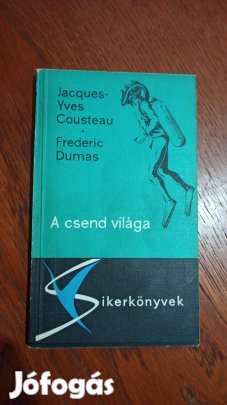 Jacques-
Yves
Cousteau
·
Frederic
Dumas
A csend világa
Sikerkönyvek
Jófogás